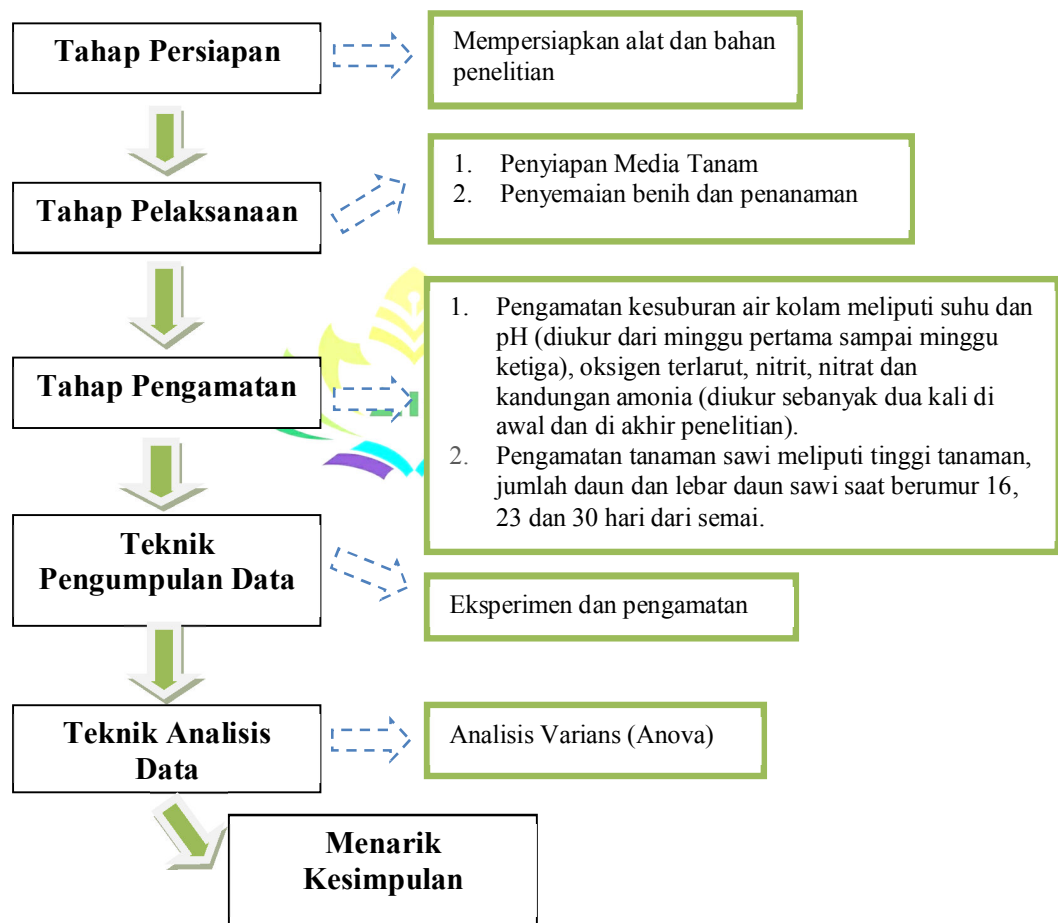 Tahap Persiapan
Mempersiapkan alat dan bahan
penelitian
Tahap Pelaksanaan
1. Penyiapan Media Tanam
2. Penyemaian benih dan penanaman
Tahap Pengamatan
1. Pengamatan kesuburan air kolam meliputi suhu dan
pH (diukur dari minggu pertama sampai minggu
ketiga), oksigen terlarut, nitrit, nitrat dan
kandungan amonia (diukur sebanyak dua kali di
awal dan di akhir penelitian).
2. Pengamatan tanaman sawi meliputi tinggi tanaman,
jumlah daun dan lebar daun sawi saat berumur 16,
23 dan 30 hari dari semai.
Teknik
Pengumpulan Data
Eksperimen dan pengamatan
Teknik Analisis
Data
Analisis Varians (Anova)
Menarik
Kesimpulan